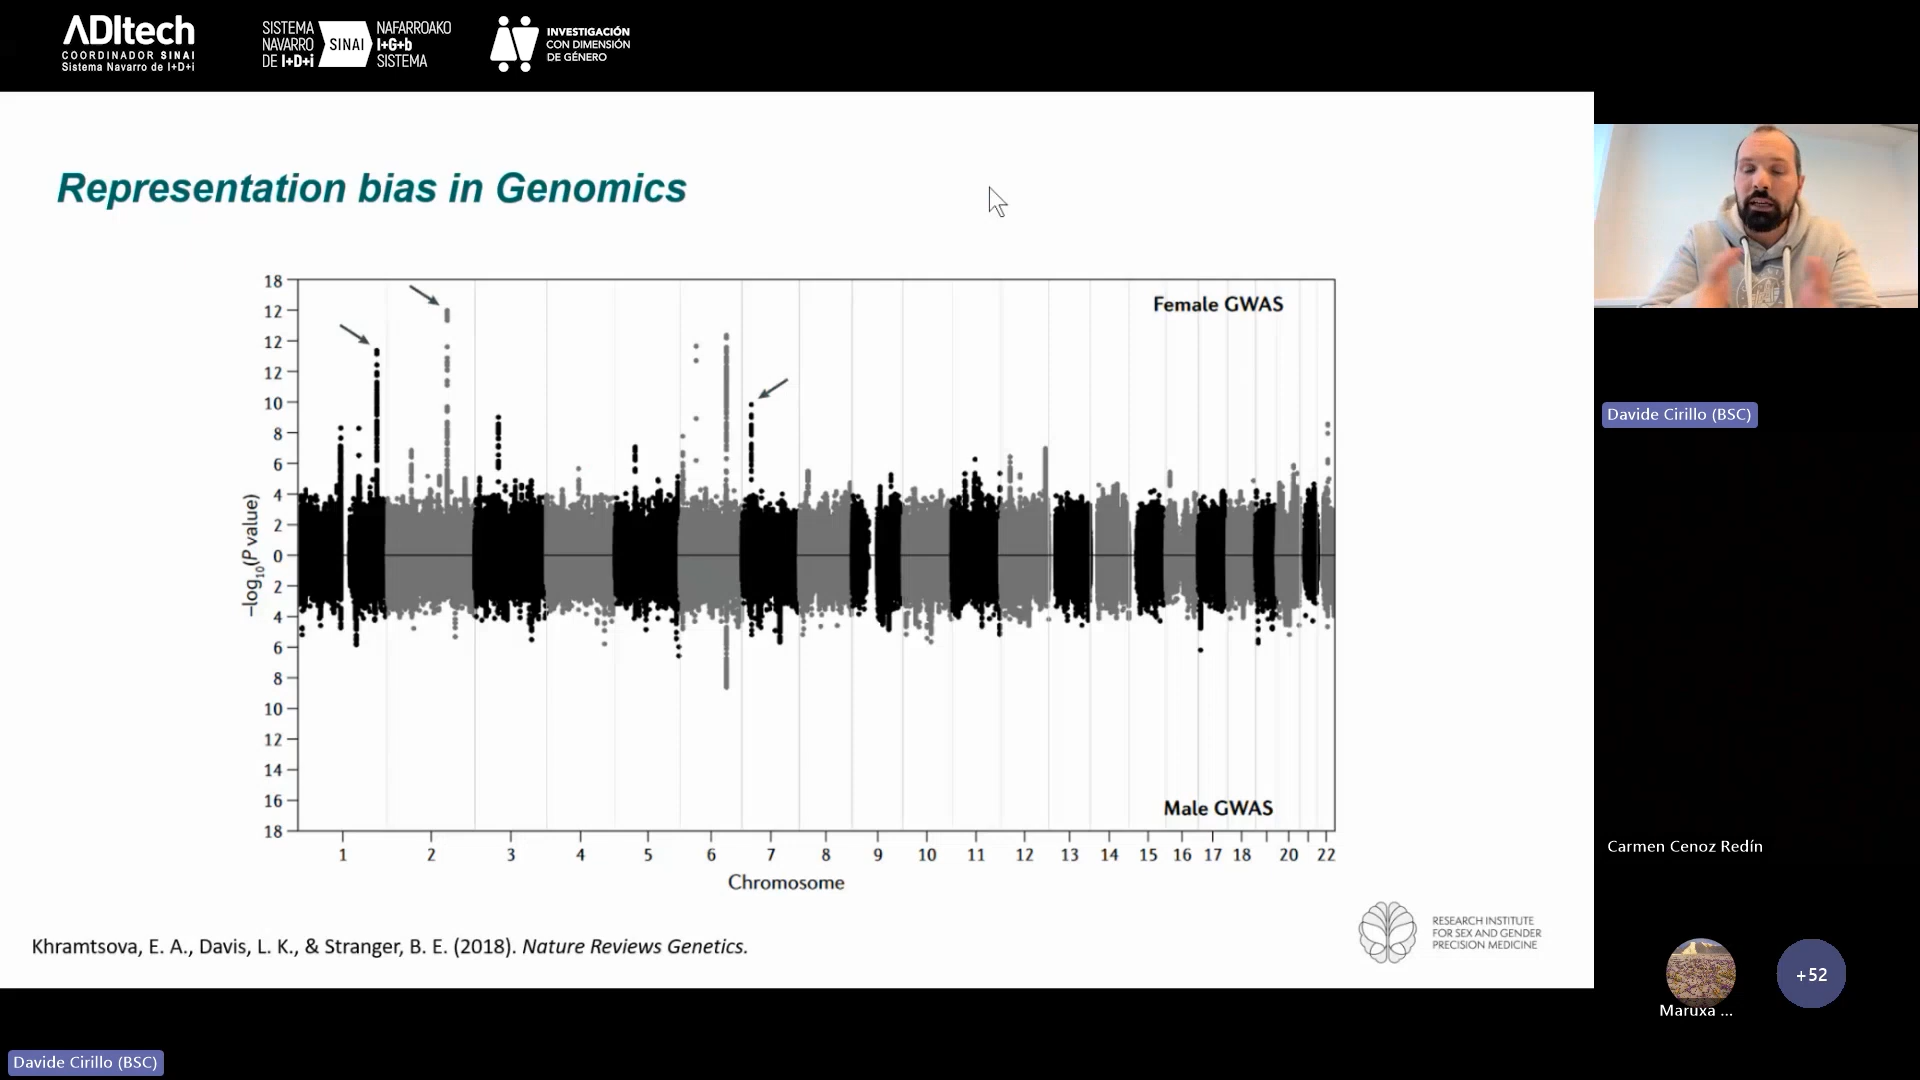 ADItech
COORDINADOR SINAI
Sistema Navarro de I+D+i
SISTEMA
NAVARRO
DE I+D+i
SINAI
NAFARROAKO
I+G+b
SISTEMA
INVESTIGACIÓN
CON DIMENSIÓN
DE GÉNERO
Representation bias in Genomics
Female GWAS
Male GWAS
18
12
12
12
10
8
6
4
2
0
2
4
6
8
10
12
14
16
18
-log10(P value)
1 2 3 4 5 6 7 8 9 10 11 12 13 14 15 16 17 18 20 22
Chromosome
Khramtsova, E. A., Davis, L. K., & Stranger, B. E. (2018). Nature Reviews Genetics.
RESEARCH INSTITUTE
FOR SEX AND GENDER
PRECISION MEDICINE
Davide Cirillo (BSC)
Carmen Cenoz Redín
+52
Maruxa ...
Davide Cirillo (BSC)